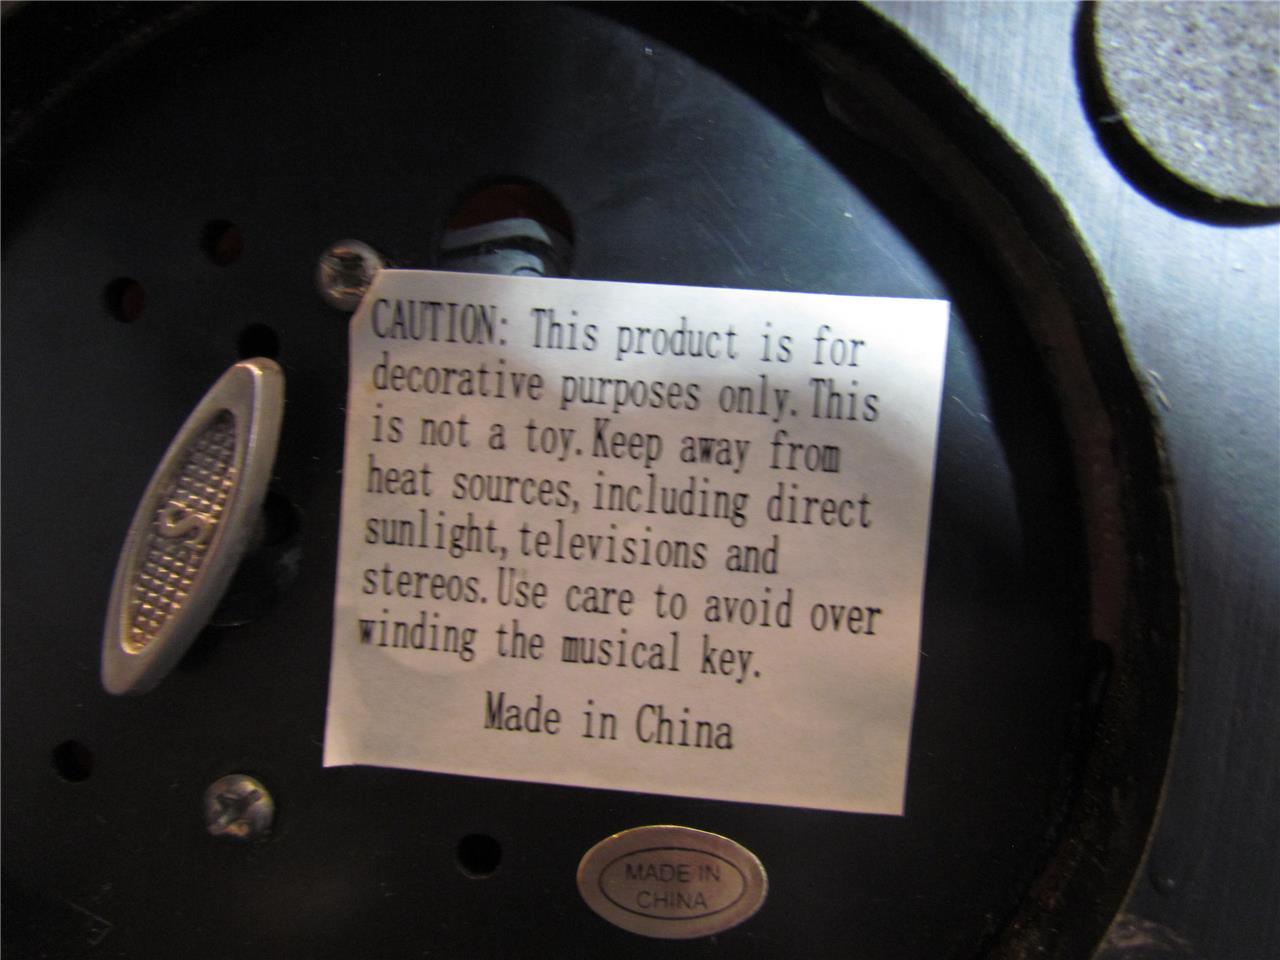 CAUTION: This product is for
decorative purposes only. This
is not a toy. Keep away from
heat sources, including direct
sunlight, televisions and
stereos. Use care to avoid over
winding the musical key.
Made in China
S
MADE IN
CHINA